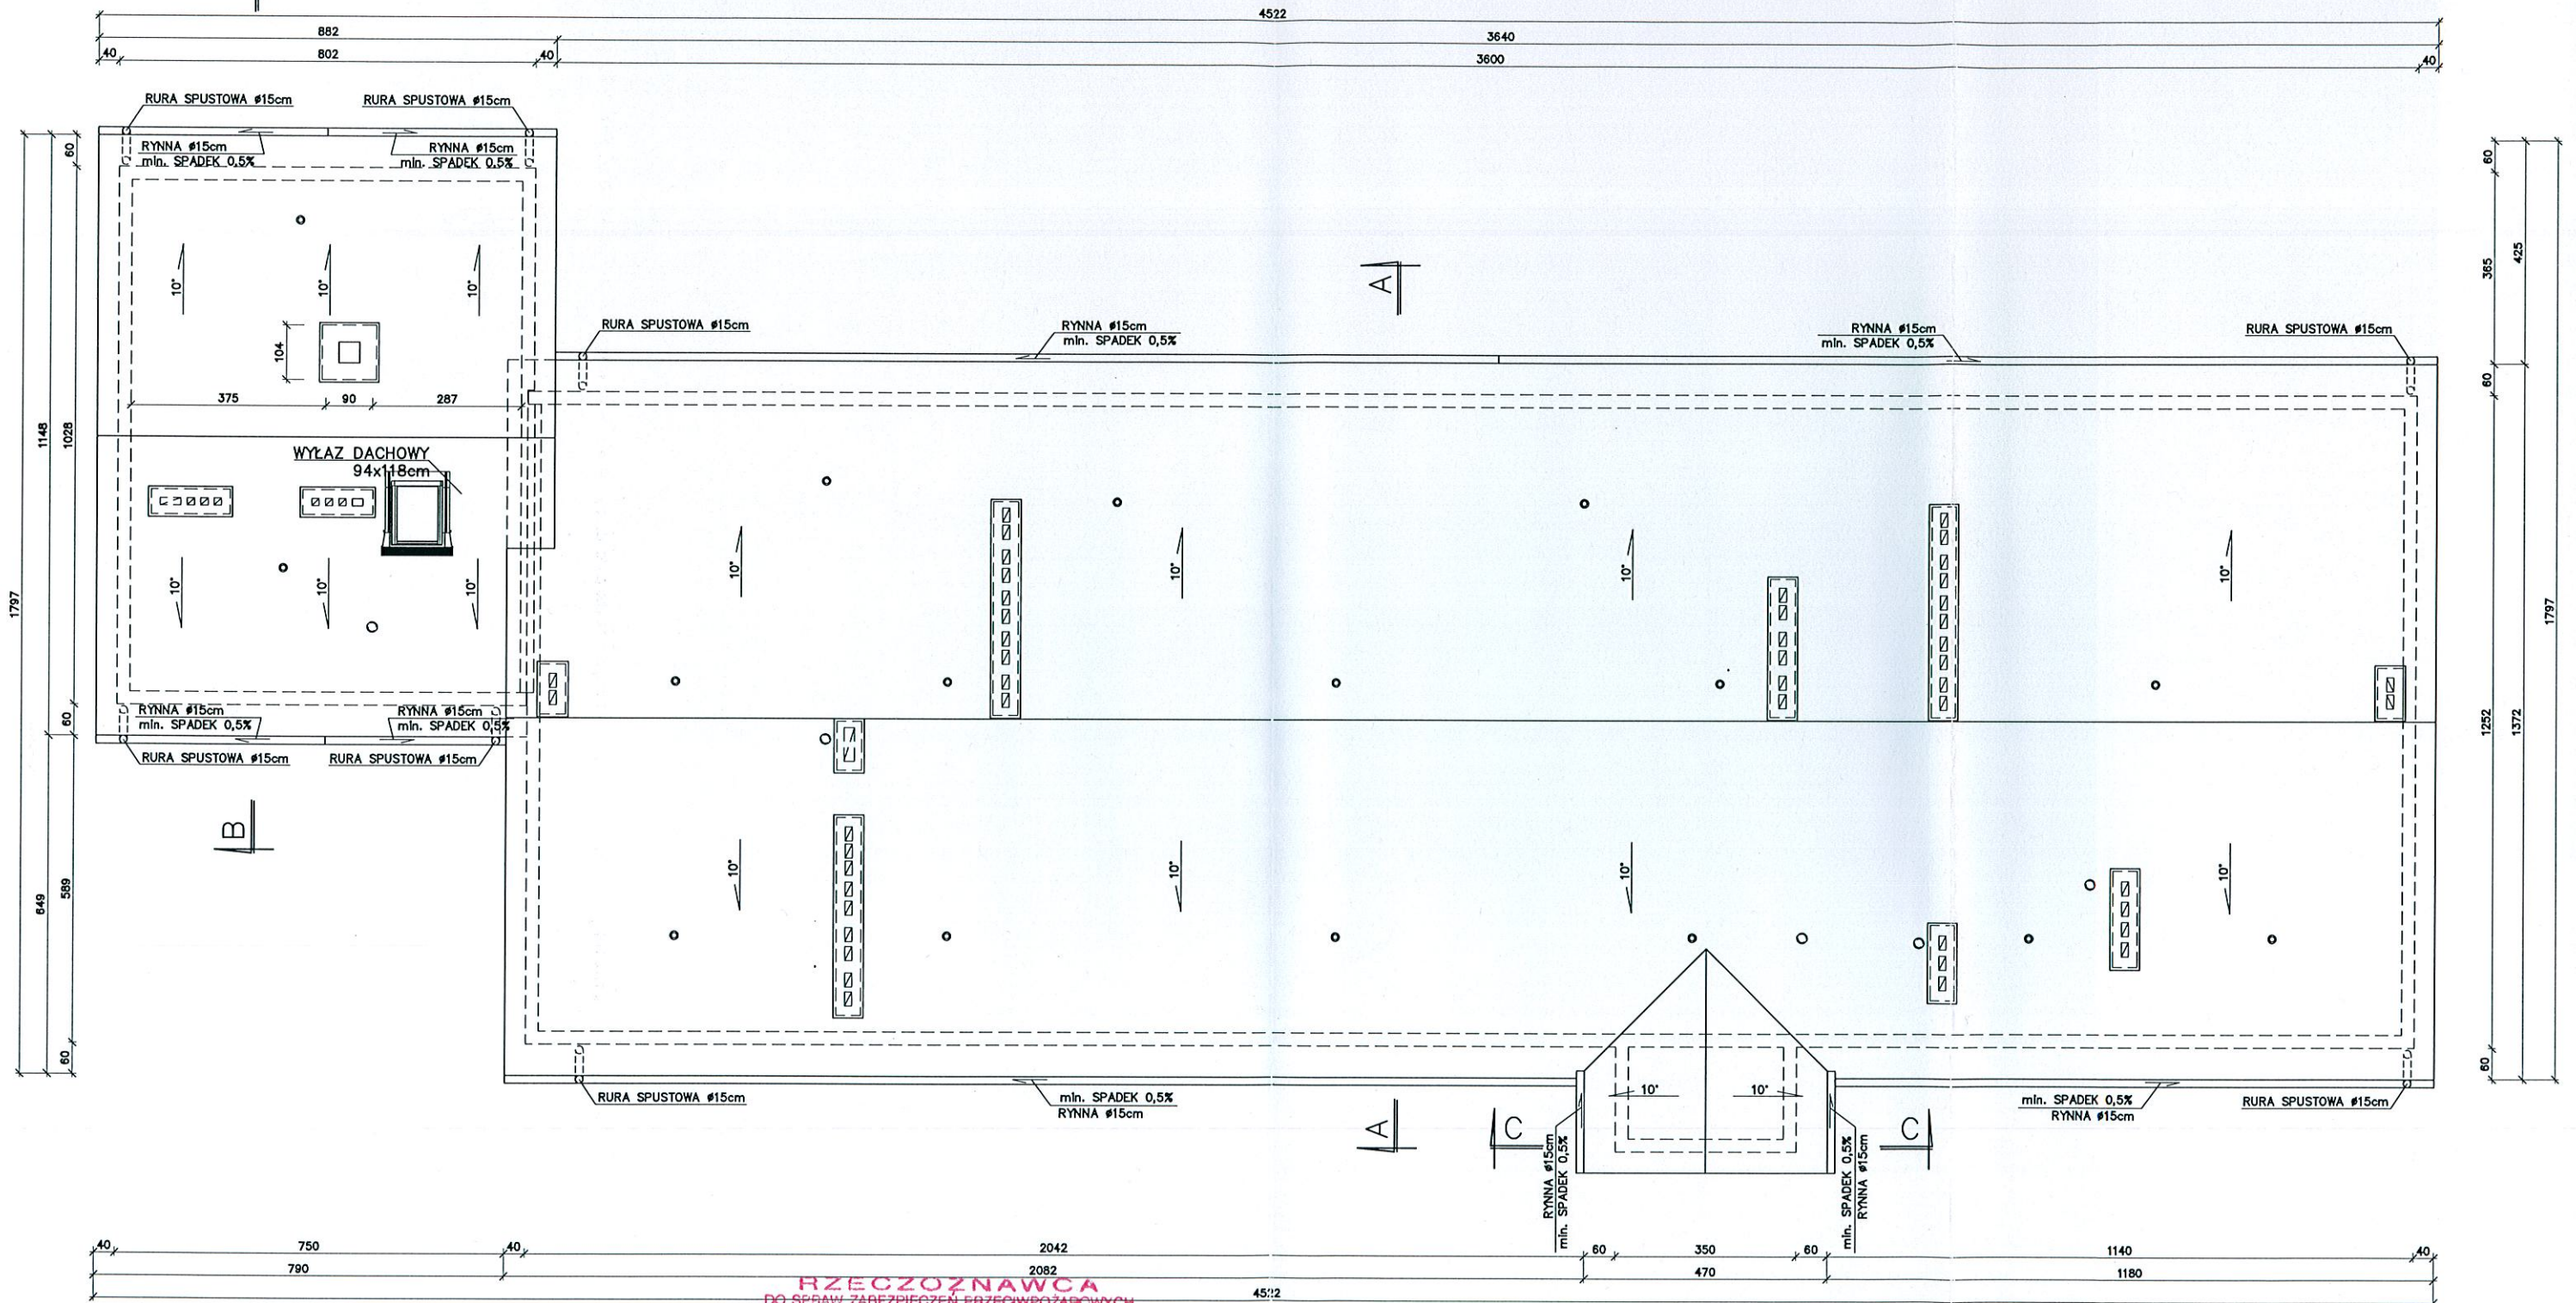 4522
882
3640
40
802
40
3600
40
RURA SPUSTOWA ø15cm
RURA SPUSTOWA ø15cm
RYNNA ø15cm
min. SPADEK 0,5%
RYNNA ø15cm
min. SPADEK 0,5%
60
60
10°
10°
10°
365
425
A
RURA SPUSTOWA ø15cm
RYNNA ø15cm
min. SPADEK 0,5%
RYNNA ø15cm
min. SPADEK 0,5%
RURA SPUSTOWA ø15cm
104
375
90
287
60
1148
1028
WYŁAZ DACHOWY
94x118cm
10°
10°
10°
10°
10°
10°
10°
1797
1797
RYNNA ø15cm
min. SPADEK 0,5%
RYNNA ø15cm
min. SPADEK 0,5%
60
1252
1372
RURA SPUSTOWA ø15cm
RURA SPUSTOWA ø15cm
B
649
589
10°
10°
10°
10°
60
60
RURA SPUSTOWA ø15cm
min. SPADEK 0,5%
RYNNA ø15cm
10°
10°
min. SPADEK 0,5%
RYNNA ø15cm
RURA SPUSTOWA ø15cm
A
C
C
RYNNA ø15cm
min. SPADEK 0,5%
min. SPADEK 0,5%
RYNNA ø15cm
40
750
40
2042
60
350
60
1140
40
790
2082
470
1180
4522
RZECZOZNAWCA
DO SPRAW ZABEZPIECZEŃ PRZECIWPOŻAROWYCH